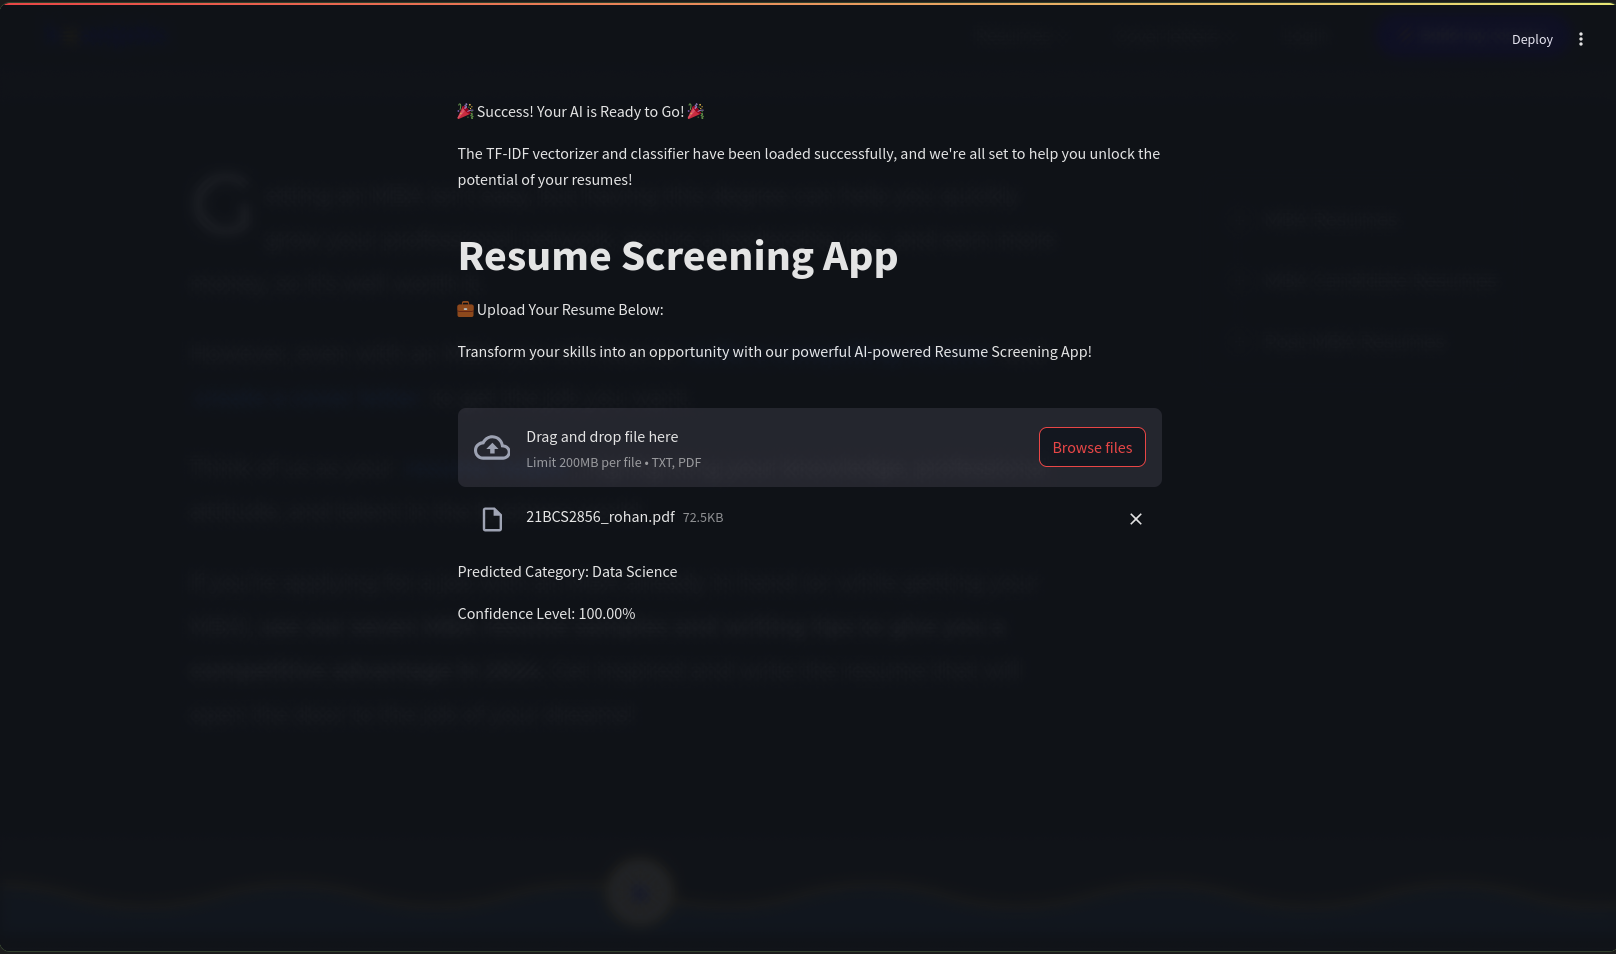 Deploy
🎉 Success! Your AI is Ready to Go! 🎉
The TF-IDF vectorizer and classifier have been loaded successfully, and we're all set to help you unlock the
potential of your resumes!
Resume Screening App
💼 Upload Your Resume Below:
Transform your skills into an opportunity with our powerful AI-powered Resume Screening App!
Drag and drop file here
Limit 200MB per file • TXT, PDF
Browse files
21BCS2856_rohan.pdf 72.5KB
Predicted Category: Data Science
Confidence Level: 100.00%